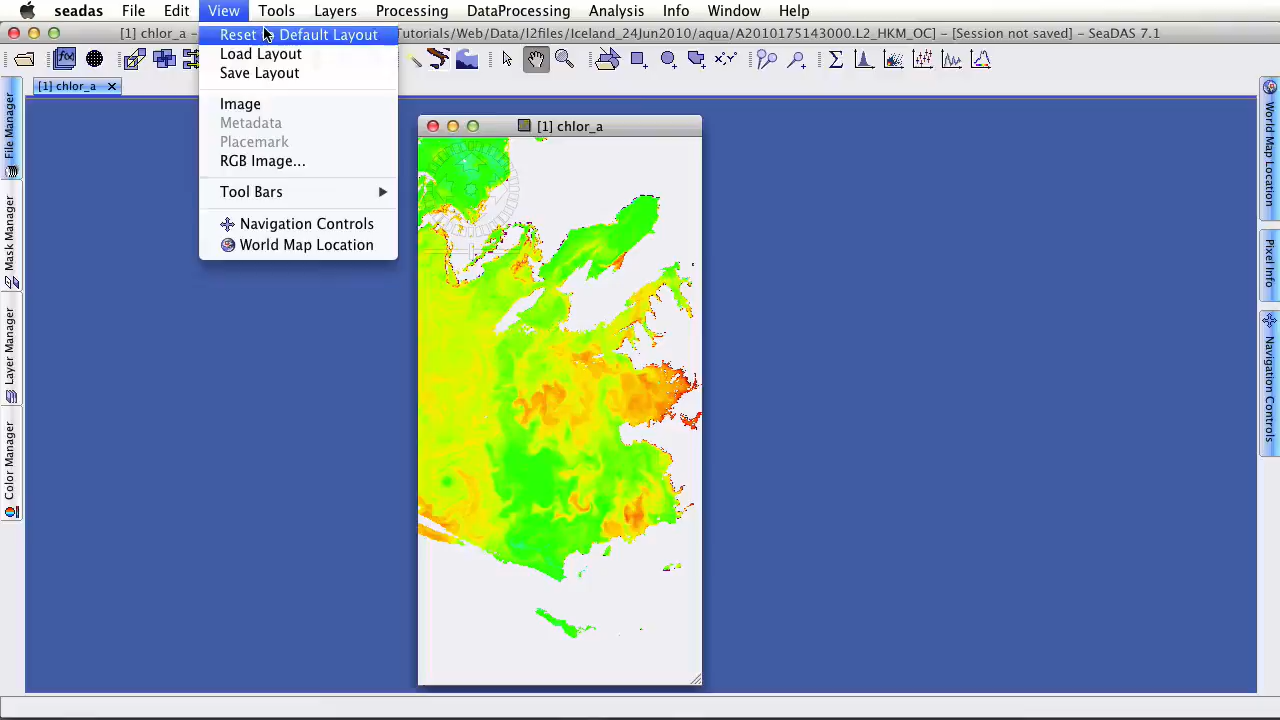 seadas File Edit View Tools Layers Processing DataProcessing Analysis Info Window Help
[1] chlor_a – Tutorials/Web/Data/l2files/Iceland_24Jun2010/aqua/A2010175143000.L2_HKM_OC] – [Session not saved] – SeaDAS 7.1
Reset Default Layout
Load Layout
Save Layout
Image
Metadata
Placemark
RGB Image...
Tool Bars
Navigation Controls
World Map Location
f(x)
Σ
X,Y
[1] chlor_a
[1] chlor_a
File Manager
Mask Manager
Layer Manager
Color Manager
World Map Location
Pixel Info
Navigation Controls